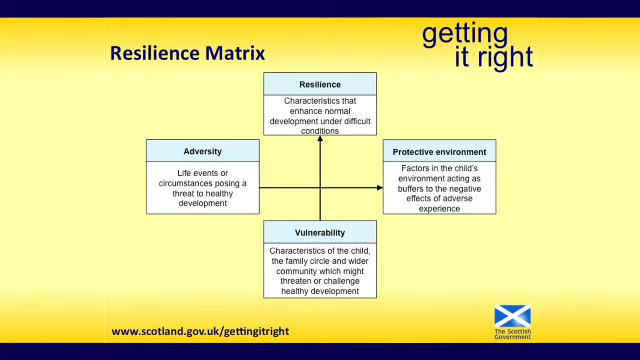 getting
it right
Resilience Matrix
Resilience
Characteristics that
enhance normal
development under difficult
conditions
Adversity
Life events or
circumstances posing a
threat to healthy
development
Protective environment
Factors in the child's
environment acting as
buffers to the negative
effects of adverse
experience
Vulnerability
Characteristics of the child,
the family circle and wider
community which might
threaten or challenge
healthy development
www.scotland.gov.uk/gettingitright
The Scottish
Government